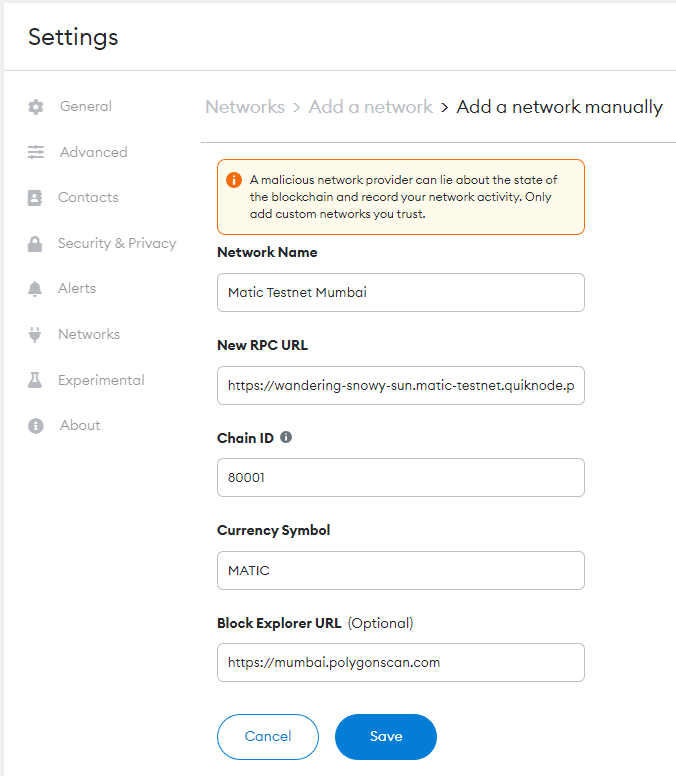 Settings
General
Advanced
Contacts
Security & Privacy
Alerts
Networks
Experimental
About
Networks > Add a network > Add a network manually
A malicious network provider can lie about the state of
the blockchain and record your network activity. Only
add custom networks you trust.
Network Name
Matic Testnet Mumbai
New RPC URL
https://wandering-snowy-sun.matic-testnet.quiknode.p
Chain ID
80001
Currency Symbol
MATIC
Block Explorer URL (Optional)
https://mumbai.polygonscan.com
Cancel
Save